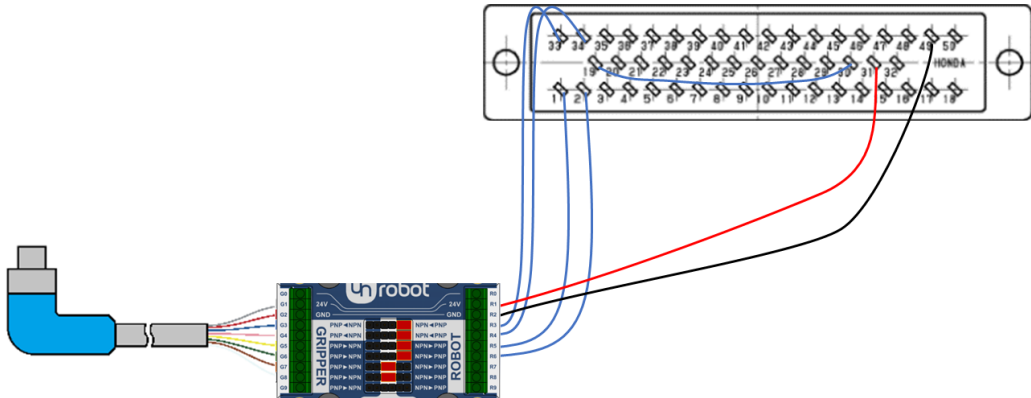 33 34 35 36 37 38 39 40 41 42 43 44 45 46 47 48 49 50
19 20 21 22 23 24 25 26 27 28 29 30 31 32 HONDA
1 2 3 4 5 6 7 8 9 10 11 12 13 14 15 16 17 18
G0 robot R0
G1 24V 24V R1
G2 GND GND R2
G3 PNP◄NPN NPN◄PNP R3
G4 PNP◄NPN NPN◄PNP R4
G5 PNP►NPN NPN►PNP R5
G6 PNP►NPN NPN►PNP R6
G7 PNP►NPN NPN►PNP R7
G8 PNP►NPN NPN►PNP R8
G9 PNP►NPN NPN►PNP R9
GRIPPER
ROBOT